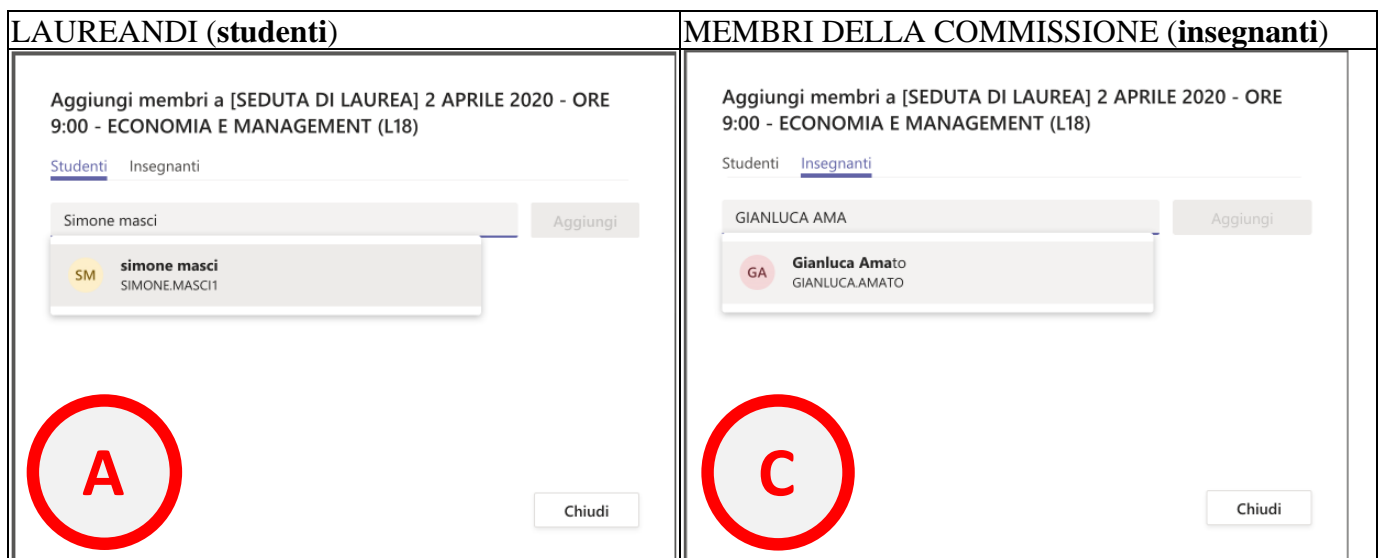 LAUREANDI (studenti)
Aggiungi membri a [SEDUTA DI LAUREA] 2 APRILE 2020 - ORE
9:00 - ECONOMIA E MANAGEMENT (L18)
Studenti Insegnanti
Simone masci Aggiungi
SM
simone masci
SIMONE.MASCI1
A
Chiudi
MEMBRI DELLA COMMISSIONE (insegnanti)
Aggiungi membri a [SEDUTA DI LAUREA] 2 APRILE 2020 - ORE
9:00 - ECONOMIA E MANAGEMENT (L18)
Studenti Insegnanti
GIANLUCA AMA Aggiungi
GA
Gianluca Amato
GIANLUCA.AMATO
C
Chiudi